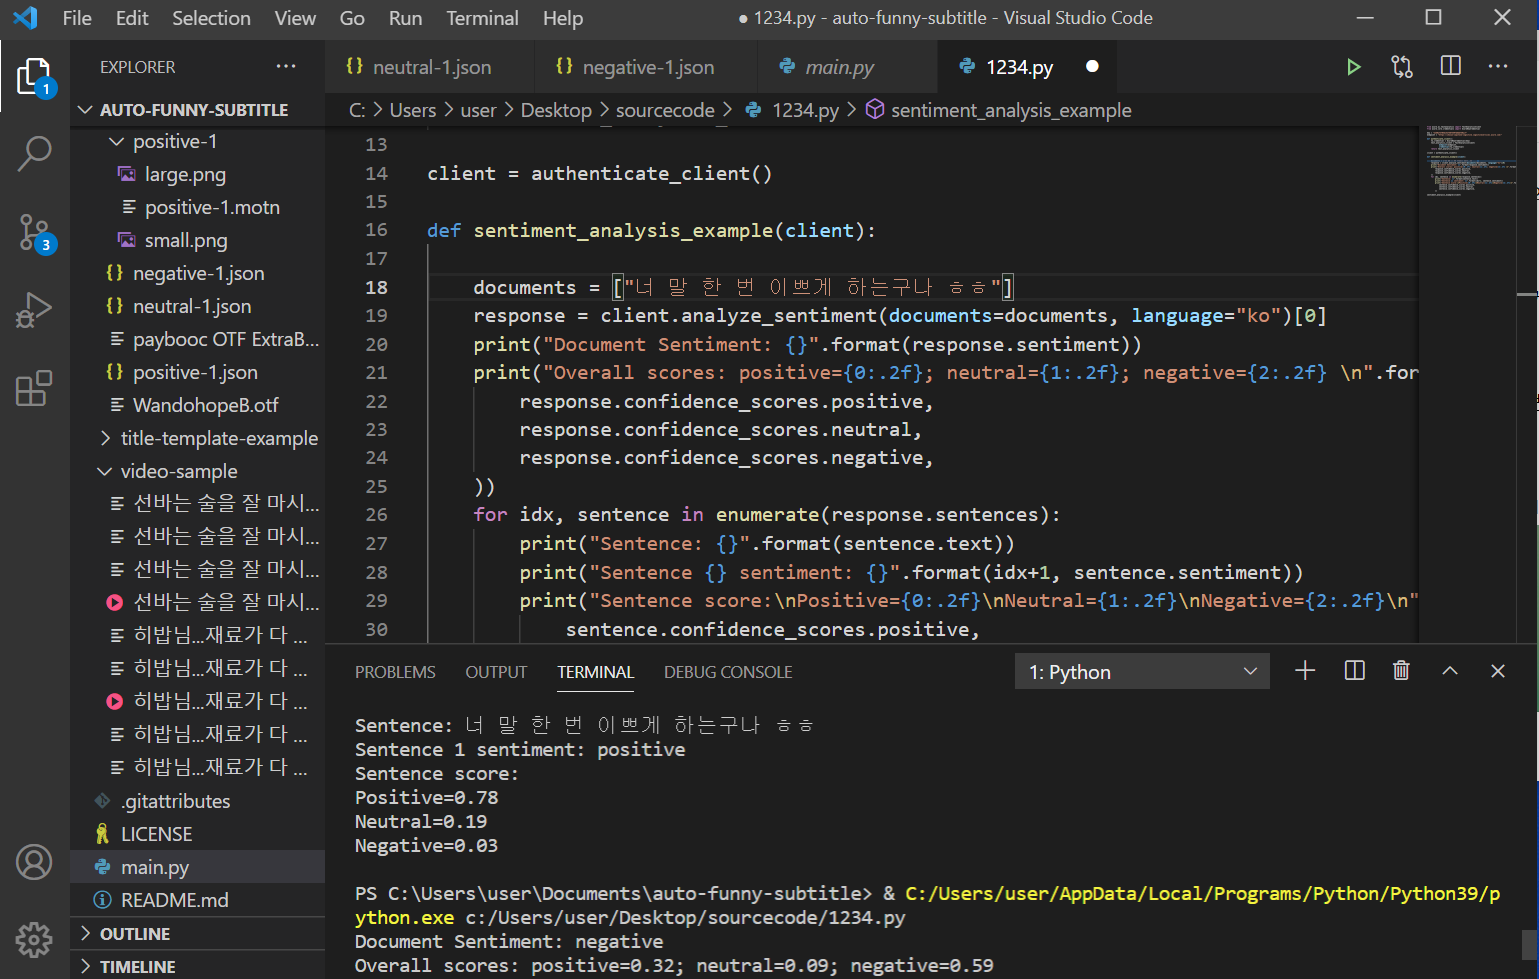 File Edit Selection View Go Run Terminal Help ● 1234.py - auto-funny-subtitle - Visual Studio Code
EXPLORER ···
1
3
AUTO-FUNNY-SUBTITLE
positive-1
large.png
positive-1.motn
small.png
negative-1.json
neutral-1.json
paybooc OTF ExtraB...
positive-1.json
WandohopeB.otf
title-template-example
video-sample
선바는 술을 잘 마시...
선바는 술을 잘 마시...
선바는 술을 잘 마시...
선바는 술을 잘 마시...
히밥님...재료가 다 ...
히밥님...재료가 다 ...
히밥님...재료가 다 ...
히밥님...재료가 다 ...
히밥님...재료가 다 ...
.gitattributes
LICENSE
main.py
README.md
OUTLINE
TIMELINE
{} neutral-1.json {} negative-1.json main.py 1234.py ●
C: > Users > user > Desktop > sourcecode > 1234.py > sentiment_analysis_example
13
14 client = authenticate_client()
15
16 def sentiment_analysis_example(client):
17
18 documents = ["너 말 한 번 이쁘게 하는구나 ㅎㅎ"]
19 response = client.analyze_sentiment(documents=documents, language="ko")[0]
20 print("Document Sentiment: {}".format(response.sentiment))
21 print("Overall scores: positive={0:.2f}; neutral={1:.2f}; negative={2:.2f} \n".for
22 response.confidence_scores.positive,
23 response.confidence_scores.neutral,
24 response.confidence_scores.negative,
25 ))
26 for idx, sentence in enumerate(response.sentences):
27 print("Sentence: {}".format(sentence.text))
28 print("Sentence {} sentiment: {}".format(idx+1, sentence.sentiment))
29 print("Sentence score:\nPositive={0:.2f}\nNeutral={1:.2f}\nNegative={2:.2f}\n"
30 sentence.confidence_scores.positive,
PROBLEMS OUTPUT TERMINAL DEBUG CONSOLE 1: Python
Sentence: 너 말 한 번 이쁘게 하는구나 ㅎㅎ
Sentence 1 sentiment: positive
Sentence score:
Positive=0.78
Neutral=0.19
Negative=0.03
PS C:\Users\user\Documents\auto-funny-subtitle> & C:/Users/user/AppData/Local/Programs/Python/Python39/p
ython.exe c:/Users/user/Desktop/sourcecode/1234.py
Document Sentiment: negative
Overall scores: positive=0.32; neutral=0.09; negative=0.59